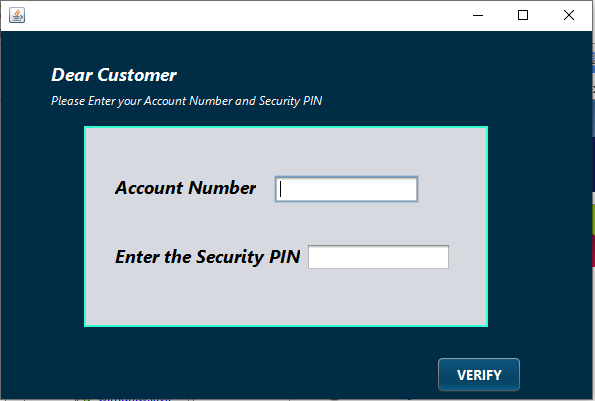 Dear Customer
Please Enter your Account Number and Security PIN
Account Number
Enter the Security PIN
VERIFY